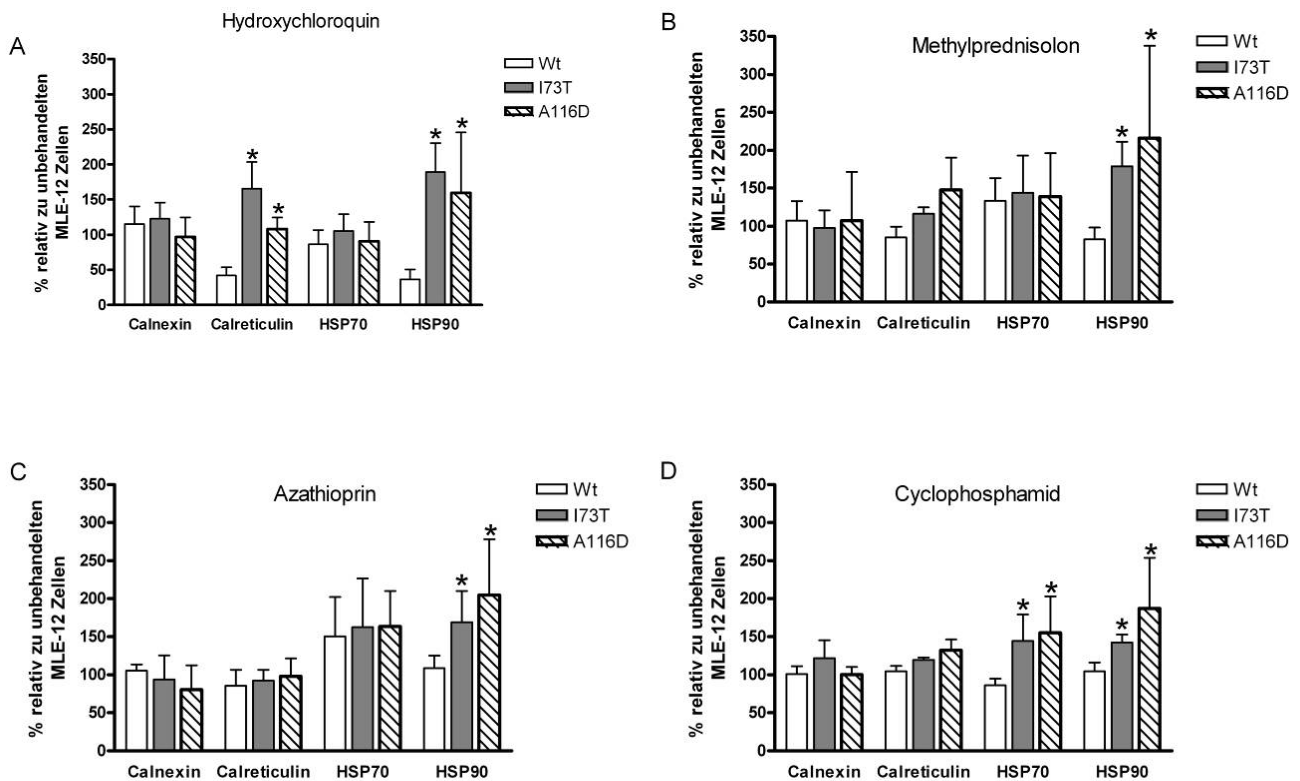 A
Hydroxychloroquin
Wt
I73T
A116D
% relativ zu unbehandelten
MLE-12 Zellen
350
300
250
200
150
100
50
0
* * * *
Calnexin Calreticulin HSP70 HSP90
B
Methylprednisolon
Wt
I73T
A116D
% relativ zu unbehandelten
MLE-12 Zellen
350
300
250
200
150
100
50
0
* *
Calnexin Calreticulin HSP70 HSP90
C
Azathioprin
Wt
I73T
A116D
% relativ zu unbehandelten
MLE-12 Zellen
350
300
250
200
150
100
50
0
* *
Calnexin Calreticulin HSP70 HSP90
D
Cyclophosphamid
Wt
I73T
A116D
% relativ zu unbehandelten
MLE-12 Zellen
350
300
250
200
150
100
50
0
* * * *
Calnexin Calreticulin HSP70 HSP90